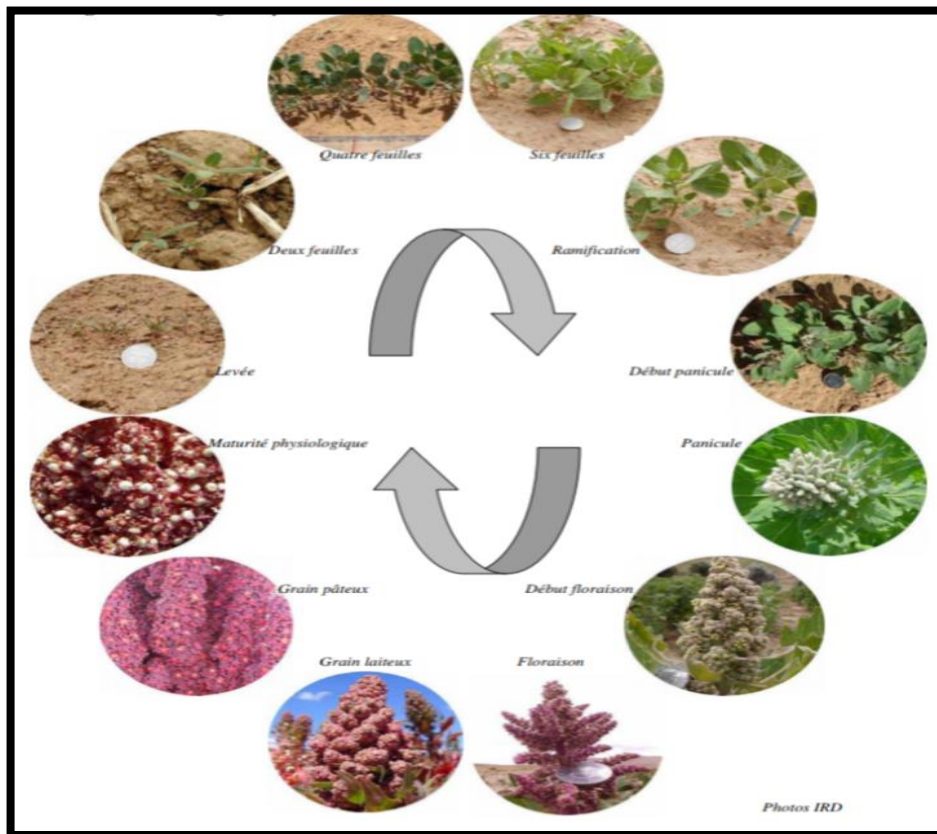 Quatre feuilles
Six feuilles
Deux feuilles
Ramification
Levée
Début panicule
Maturité physiologique
Panicule
Grain pâteux
Début floraison
Grain laiteux
Floraison
Photos IRD